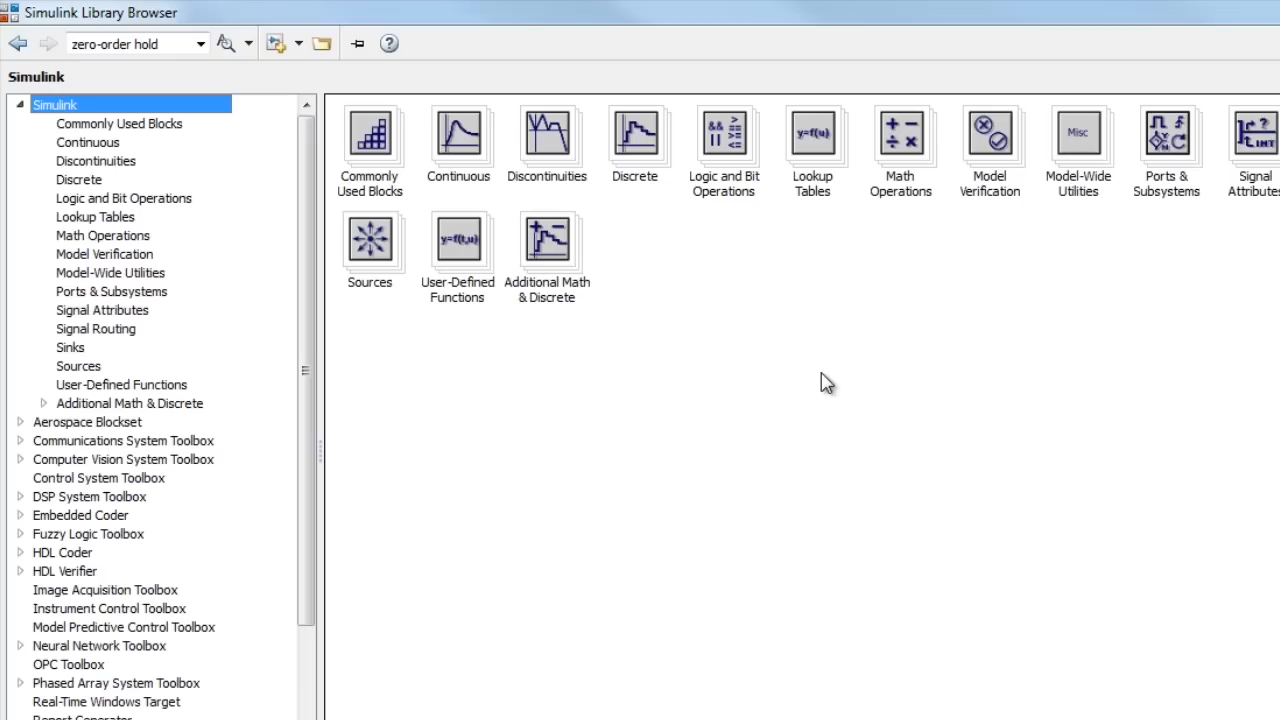 Simulink Library Browser
zero-order hold
Simulink
Simulink
Commonly Used Blocks
Continuous
Discontinuities
Discrete
Logic and Bit Operations
Lookup Tables
Math Operations
Model Verification
Model-Wide Utilities
Ports & Subsystems
Signal Attributes
Signal Routing
Sinks
Sources
User-Defined Functions
Additional Math & Discrete
Aerospace Blockset
Communications System Toolbox
Computer Vision System Toolbox
Control System Toolbox
DSP System Toolbox
Embedded Coder
Fuzzy Logic Toolbox
HDL Coder
HDL Verifier
Image Acquisition Toolbox
Instrument Control Toolbox
Model Predictive Control Toolbox
Neural Network Toolbox
OPC Toolbox
Phased Array System Toolbox
Real-Time Windows Target
Report Generator
Commonly
Used Blocks
Continuous
Discontinuities
Discrete
Logic and Bit
Operations
y=f(u)
Lookup
Tables
Math
Operations
Model
Verification
Misc
Model-Wide
Utilities
Ports &
Subsystems
Signal
Attributes
Sources
y=f(t,u)
User-Defined
Functions
Additional Math
& Discrete